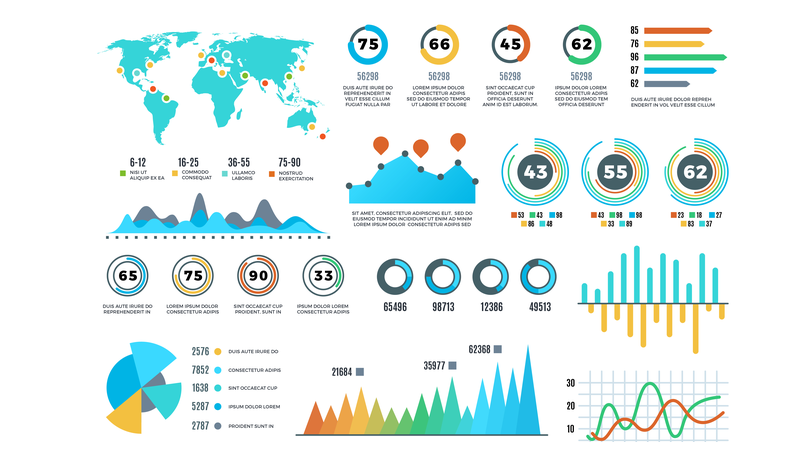 75
66
45
62
56298
56298
56298
56298
DUIS AUTE IRURE DO
REPREHENDERIT IN
VELIT ESSE CILLUM
FUGIAT NULLA PAR
LOREM IPSUM DOLOR
CONSECTETUR ADIPISCI
SED DO EIUSMOD TEMPOR
UT LABORE ET DOLORE
SINT OCCAECAT CUP
PROIDENT. SUNT IN
OFFICIA DESERUNT
ANIM ID EST LABORUM.
IPSUM DOLOR LOREM
CONSECTETUR ADIPIS
SED DO EIUSMOD TEM
OFFICIA DESERUNT
85
76
96
87
62
DUIS AUTE IRURE DOLOR REPREH
ENDERIT IN VOL VELIT ESSE CILLUM
6-12
NISI UT
ALIQUIP EX EA
16-25
COMMODO
CONSEQUAT
36-55
ULLAMCO
LABORIS
75-90
NOSTRUD
EXERCITATION
SIT AMET, CONSECTETUR ADIPISCING ELIT, SED DO
EIUSMOD TEMPOR INCIDIDUNT UT ENIM AD MINIM
LOREM IPSUM DOLOR CONSECTETUR ADIPIS SED
43
55
62
53 43 98
86 48
43 98 98
33 89
23 18 27
83 37
65
75
90
33
DUIS AUTE IRURE DO
REPREHENDERIT IN
LOREM IPSUM DOLOR
CONSECTETUR ADIPIS
SINT OCCAECAT CUP
PROIDENT. SUNT IN
IPSUM DOLOR LOREM
CONSECTETUR ADIPIS
65496
98713
12386
49513
2576 DUIS AUTE IRURE DO
7852 CONSECTETUR ADIPIS
1638 SINT OCCAECAT CUP
5287 IPSUM DOLOR LOREM
2787 PROIDENT SUNT IN
21684
35977
62368
30
20
10